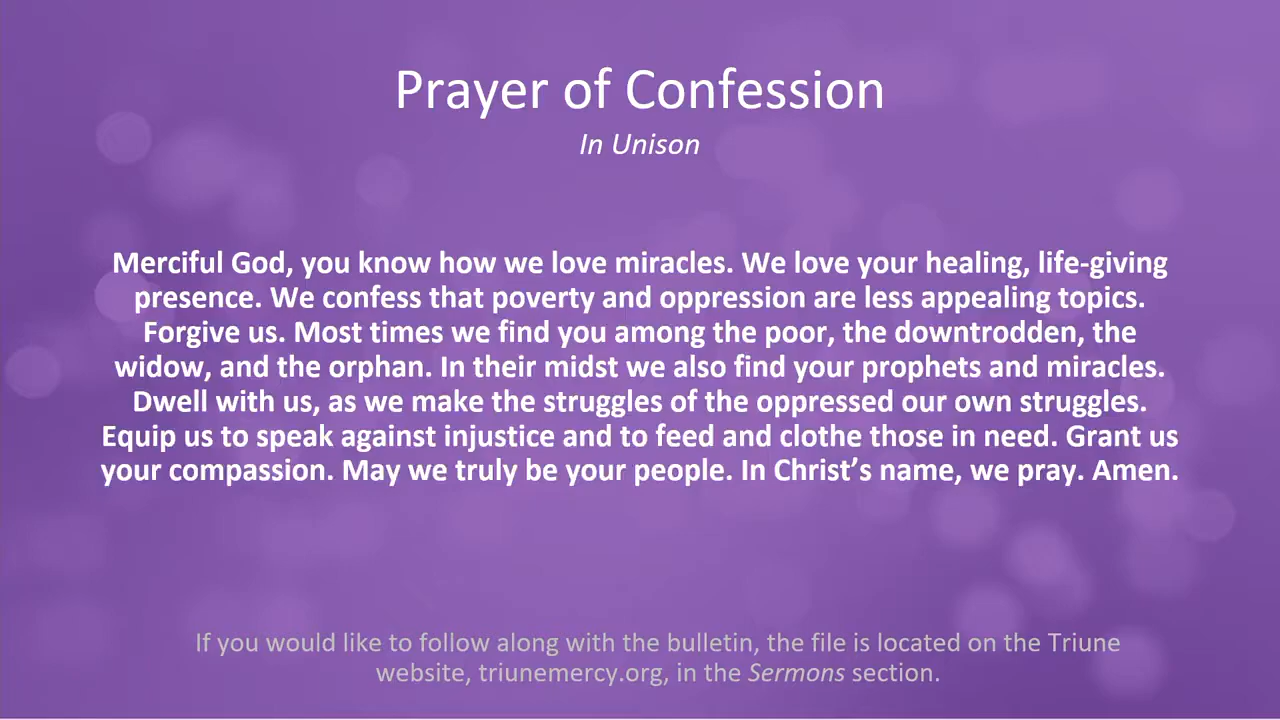 Prayer of Confession
In Unison
Merciful God, you know how we love miracles. We love your healing, life-giving
presence. We confess that poverty and oppression are less appealing topics.
Forgive us. Most times we find you among the poor, the downtrodden, the
widow, and the orphan. In their midst we also find your prophets and miracles.
Dwell with us, as we make the struggles of the oppressed our own struggles.
Equip us to speak against injustice and to feed and clothe those in need. Grant us
your compassion. May we truly be your people. In Christ’s name, we pray. Amen.
If you would like to follow along with the bulletin, the file is located on the Triune
website, triunemercy.org, in the Sermons section.